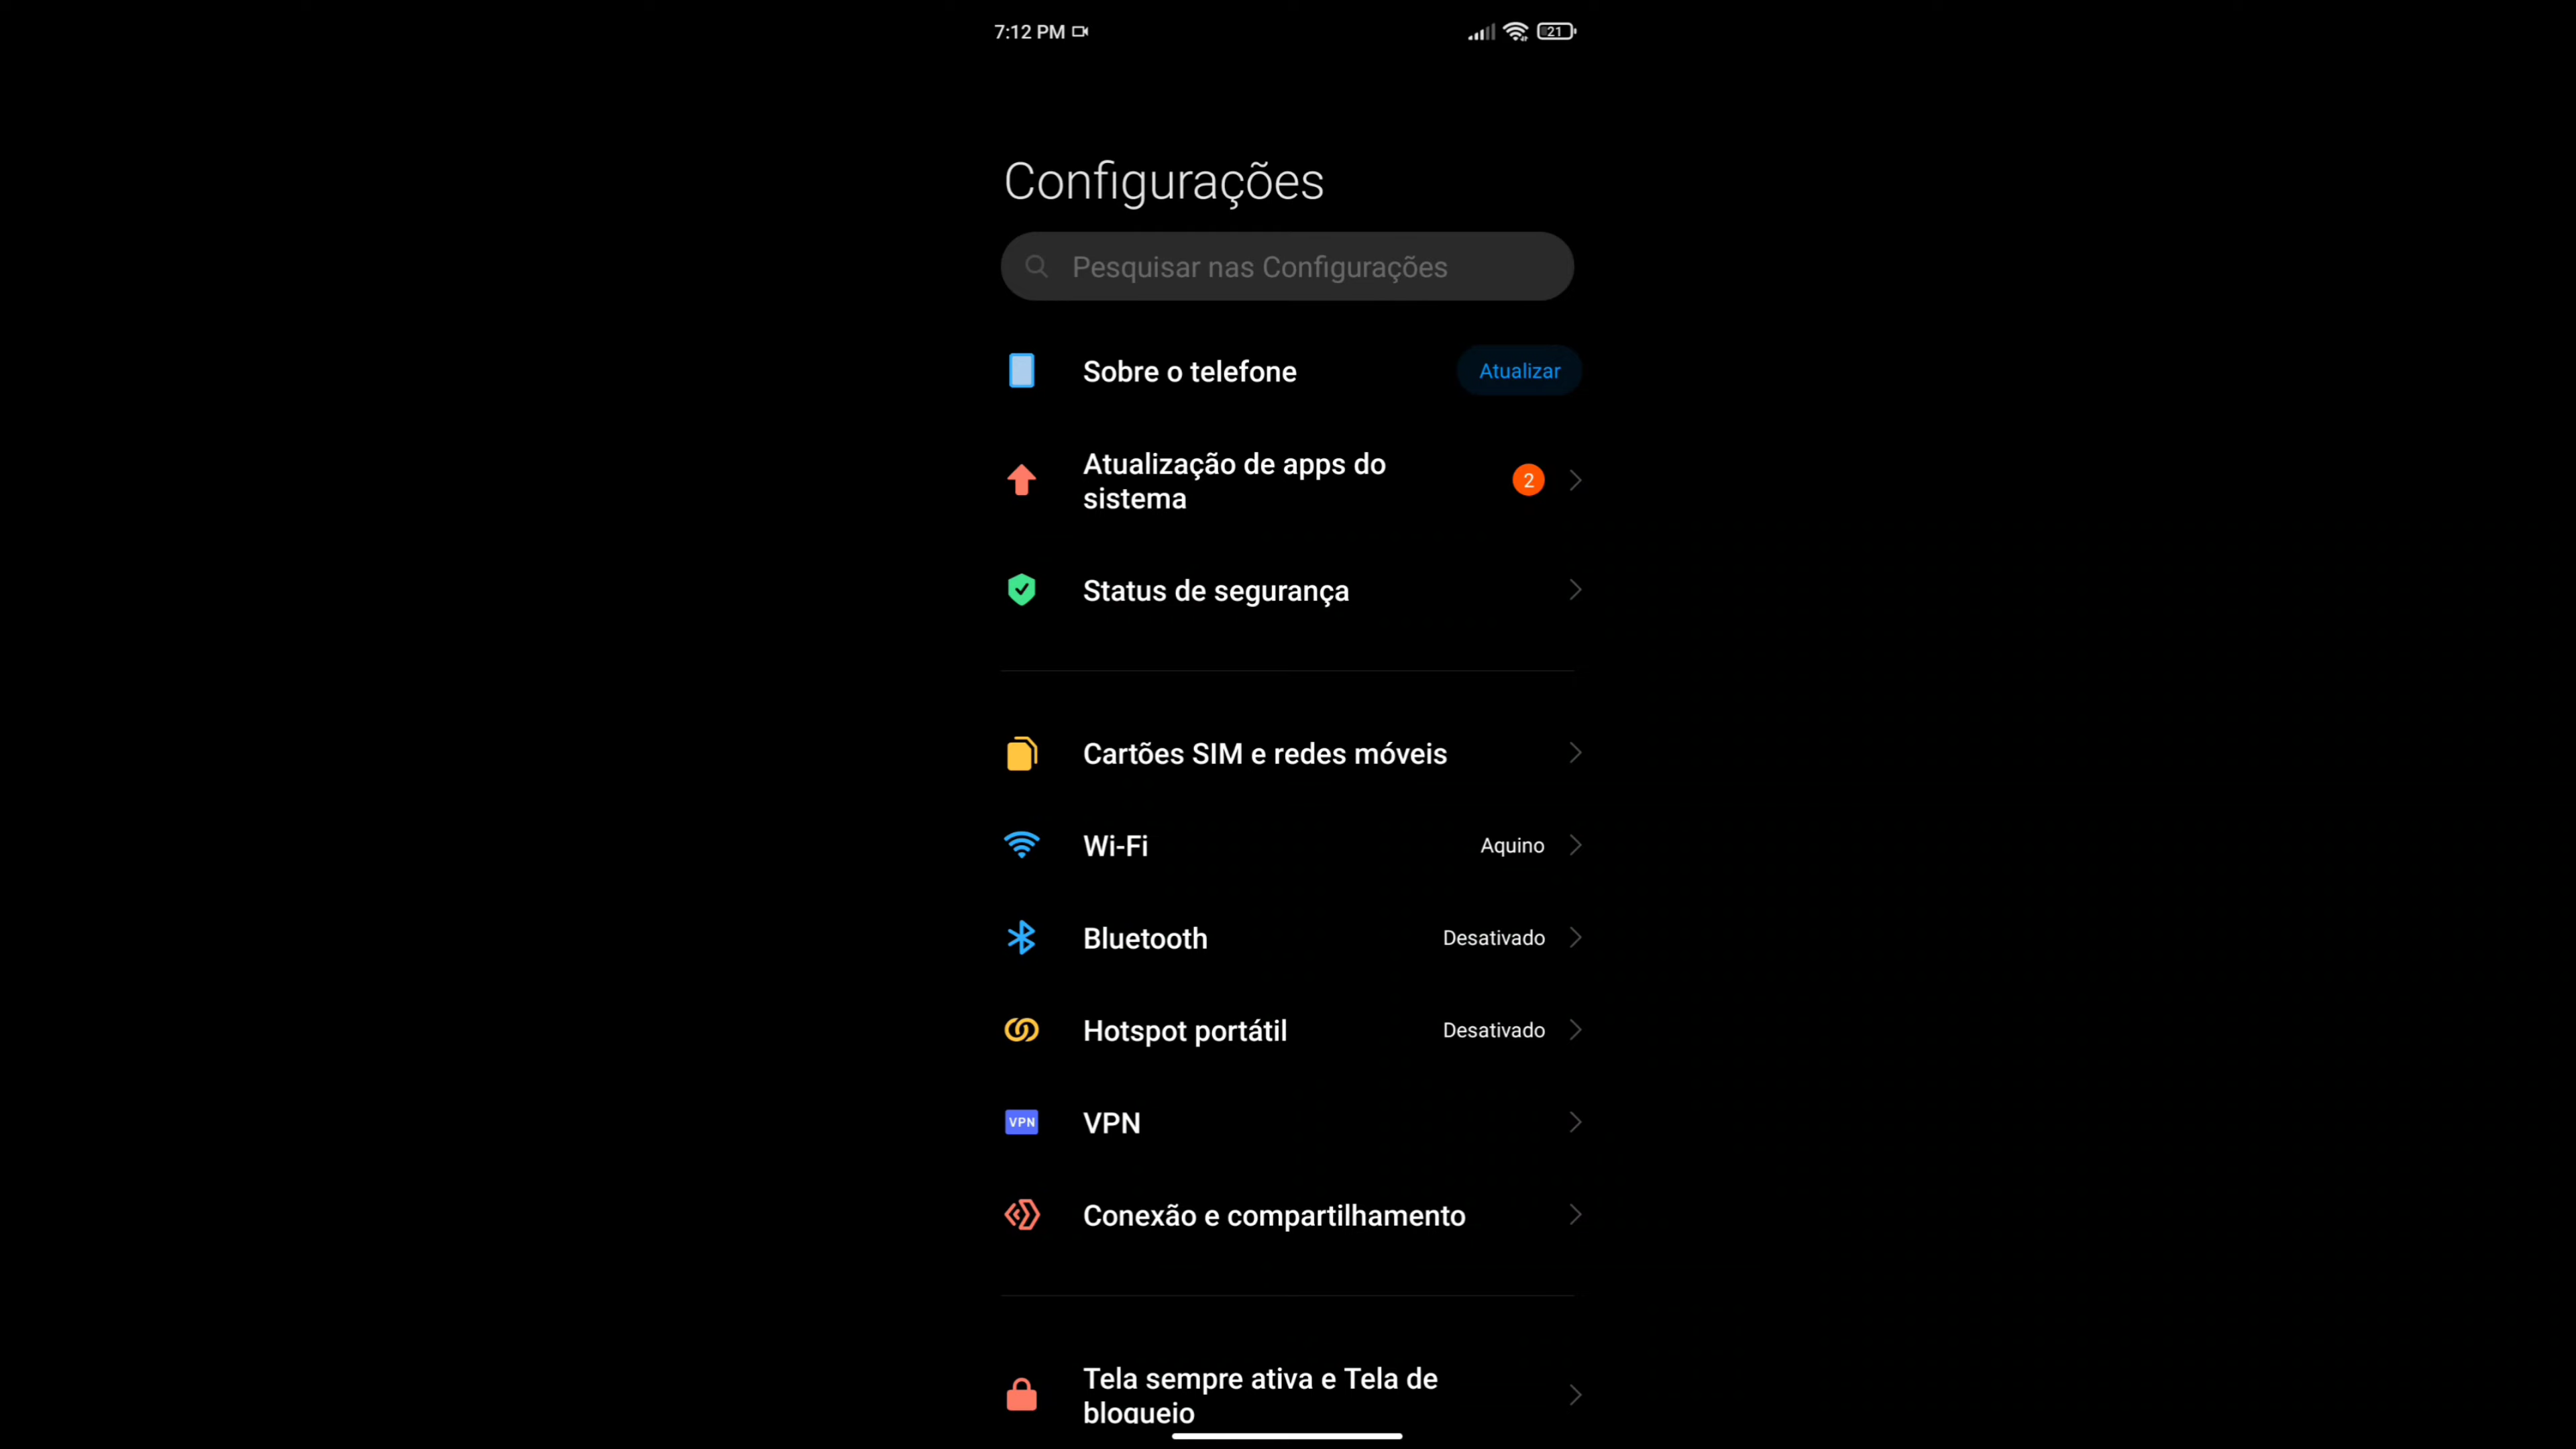 7:12 PM
21
Configurações
Pesquisar nas Configurações
Sobre o telefone
Atualizar
Atualização de apps do
sistema
2
Status de segurança
Cartões SIM e redes móveis
Wi-Fi
Aquino
Bluetooth
Desativado
Hotspot portátil
Desativado
VPN
VPN
Conexão e compartilhamento
Tela sempre ativa e Tela de
bloqueio